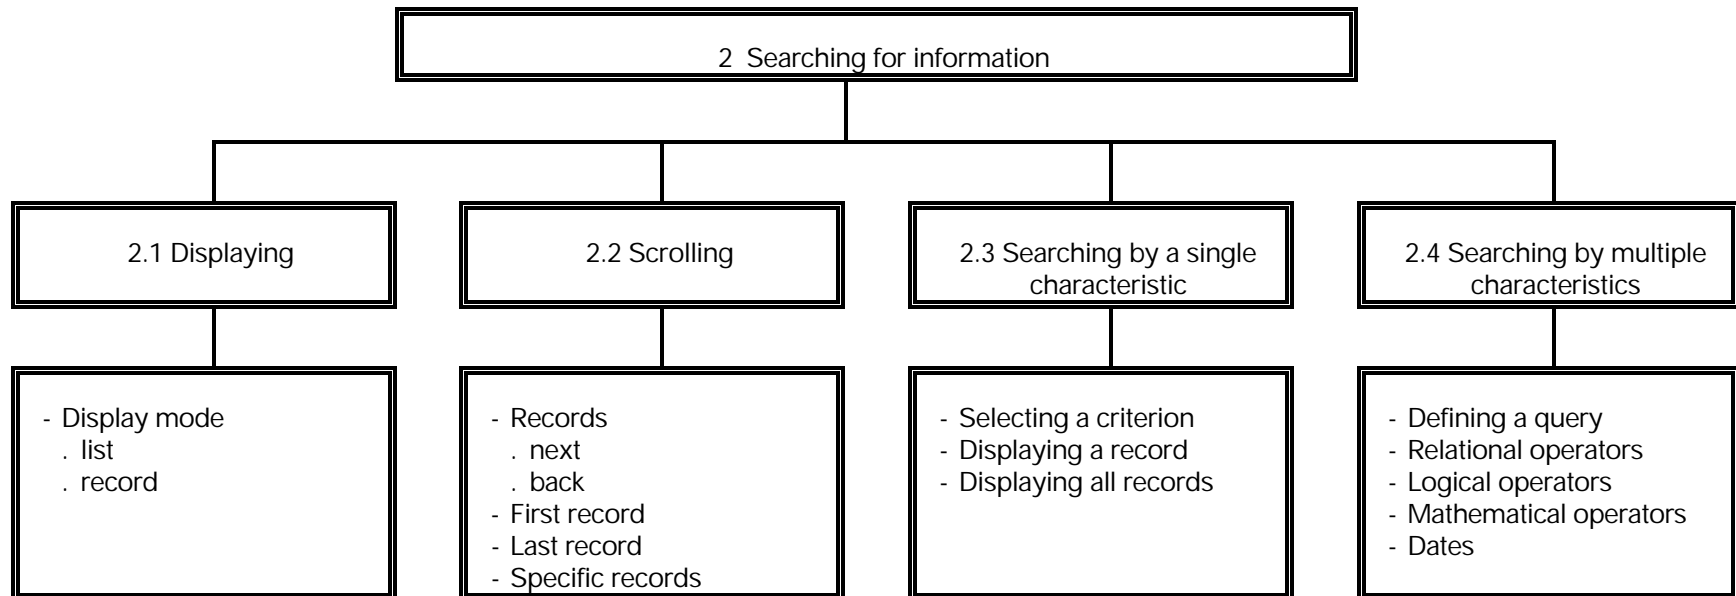 2 Searching for information
2.1 Displaying
2.2 Scrolling
2.3 Searching by a single
characteristic
2.4 Searching by multiple
characteristics
- Display mode
. list
. record
- Records
. next
. back
- First record
- Last record
- Specific records
- Selecting a criterion
- Displaying a record
- Displaying all records
- Defining a query
- Relational operators
- Logical operators
- Mathematical operators
- Dates